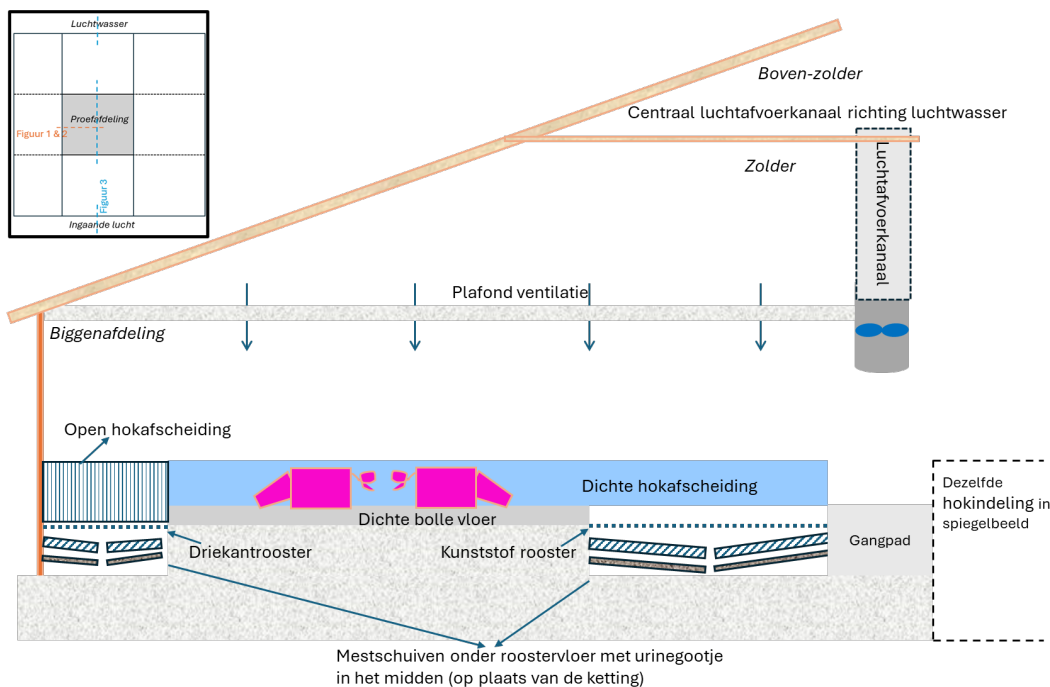 Luchtwasser
Proefafdeling
Figuur 1 & 2
Figuur 3
Ingaande lucht
Boven-zolder
Centraal luchtafvoerkanaal richting luchtwasser
Zolder
Luchtafvoerkanaal
Plafond ventilatie
Biggenafdeling
Open hokafscheiding
Dichte hokafscheiding
Dichte bolle vloer
Driekantrooster
Kunststof rooster
Gangpad
Dezelfde
hokindeling in
spiegelbeeld
Mestschuiven onder roostervloer met urinegootje
in het midden (op plaats van de ketting)